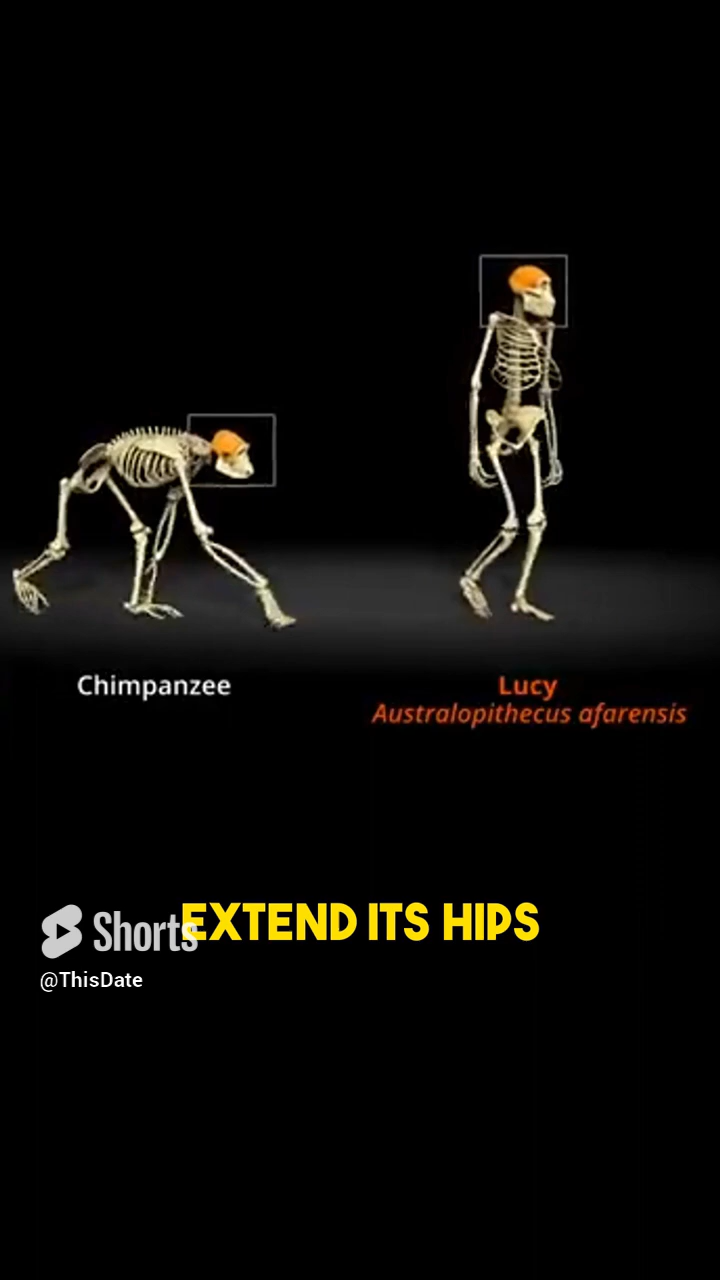 Chimpanzee
Lucy
Australopithecus afarensis
EXTEND ITS HIPS
Shorts
@ThisDate